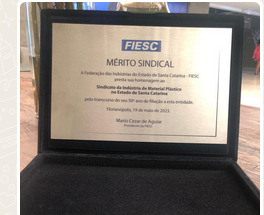 FIESC
MÉRITO SINDICAL
A Federação das Indústrias do Estado de Santa Catarina - FIESC
presta sua homenagem ao
Sindicato da Indústria de Material Plástico
no Estado de Santa Catarina
pelo transcurso do seu 50º ano de filiação a esta entidade.
Florianópolis, 19 de maio de 2023.
Mario Cezar de Aguiar
Presidente da FIESC